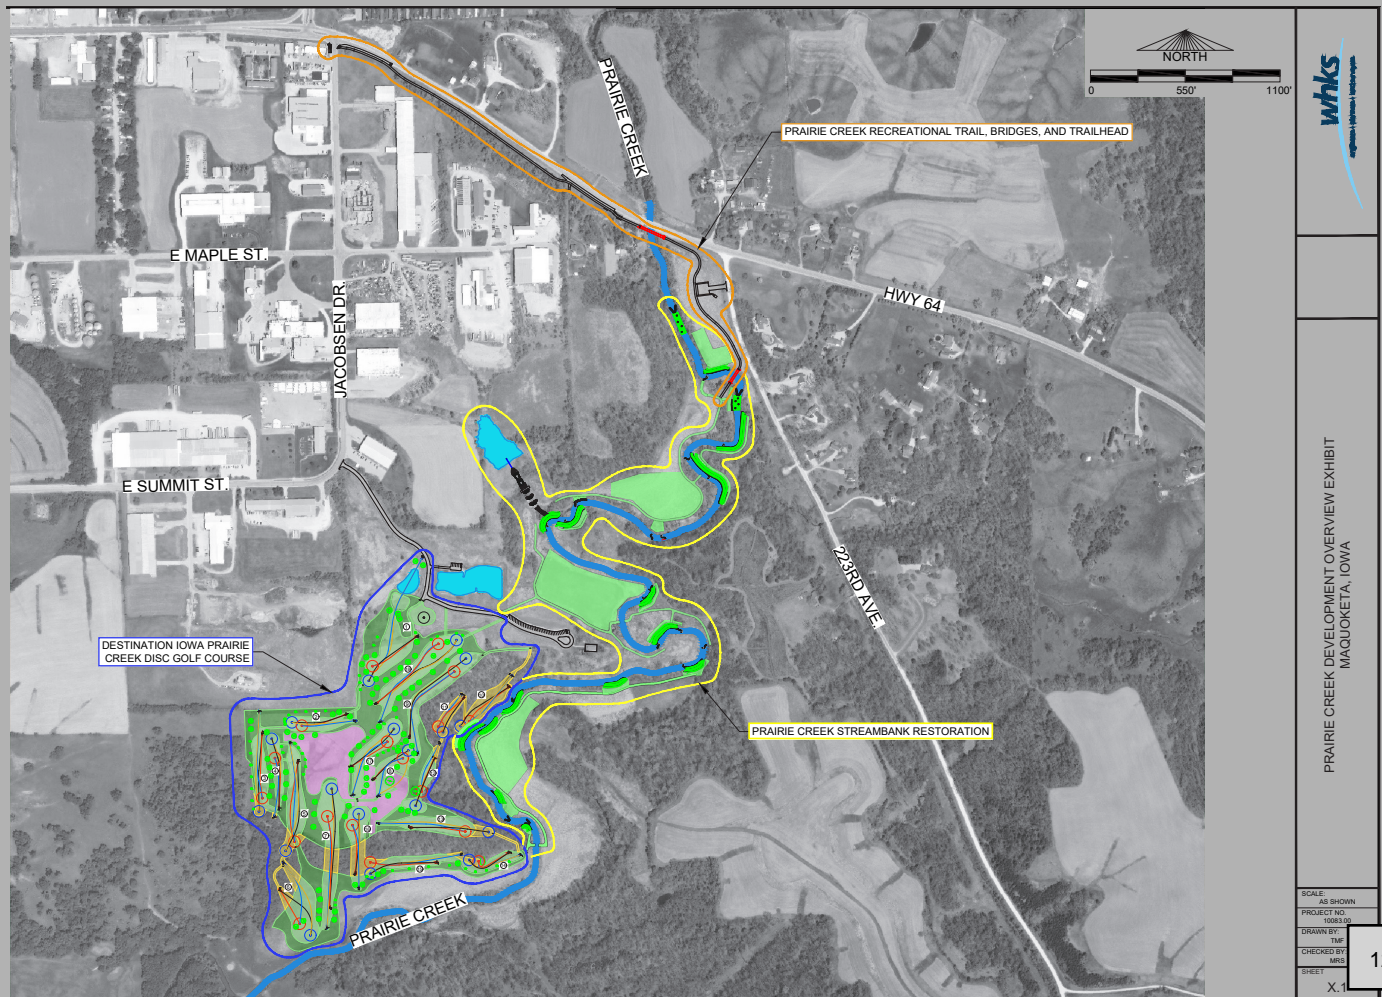 NORTH
0 550' 1100'
whks
PRAIRIE CREEK
PRAIRIE CREEK RECREATIONAL TRAIL, BRIDGES, AND TRAILHEAD
E MAPLE ST.
JACOBSEN DR.
HWY 64
E SUMMIT ST.
223RD AVE.
DESTINATION IOWA PRAIRIE
CREEK DISC GOLF COURSE
PRAIRIE CREEK STREAMBANK RESTORATION
PRAIRIE CREEK
PRAIRIE CREEK DEVELOPMENT OVERVIEW EXHIBIT
MAQUOKETA, IOWA
SCALE:
AS SHOWN
PROJECT NO.
10083.00
DRAWN BY:
TMF
CHECKED BY:
MRS
SHEET
X.1